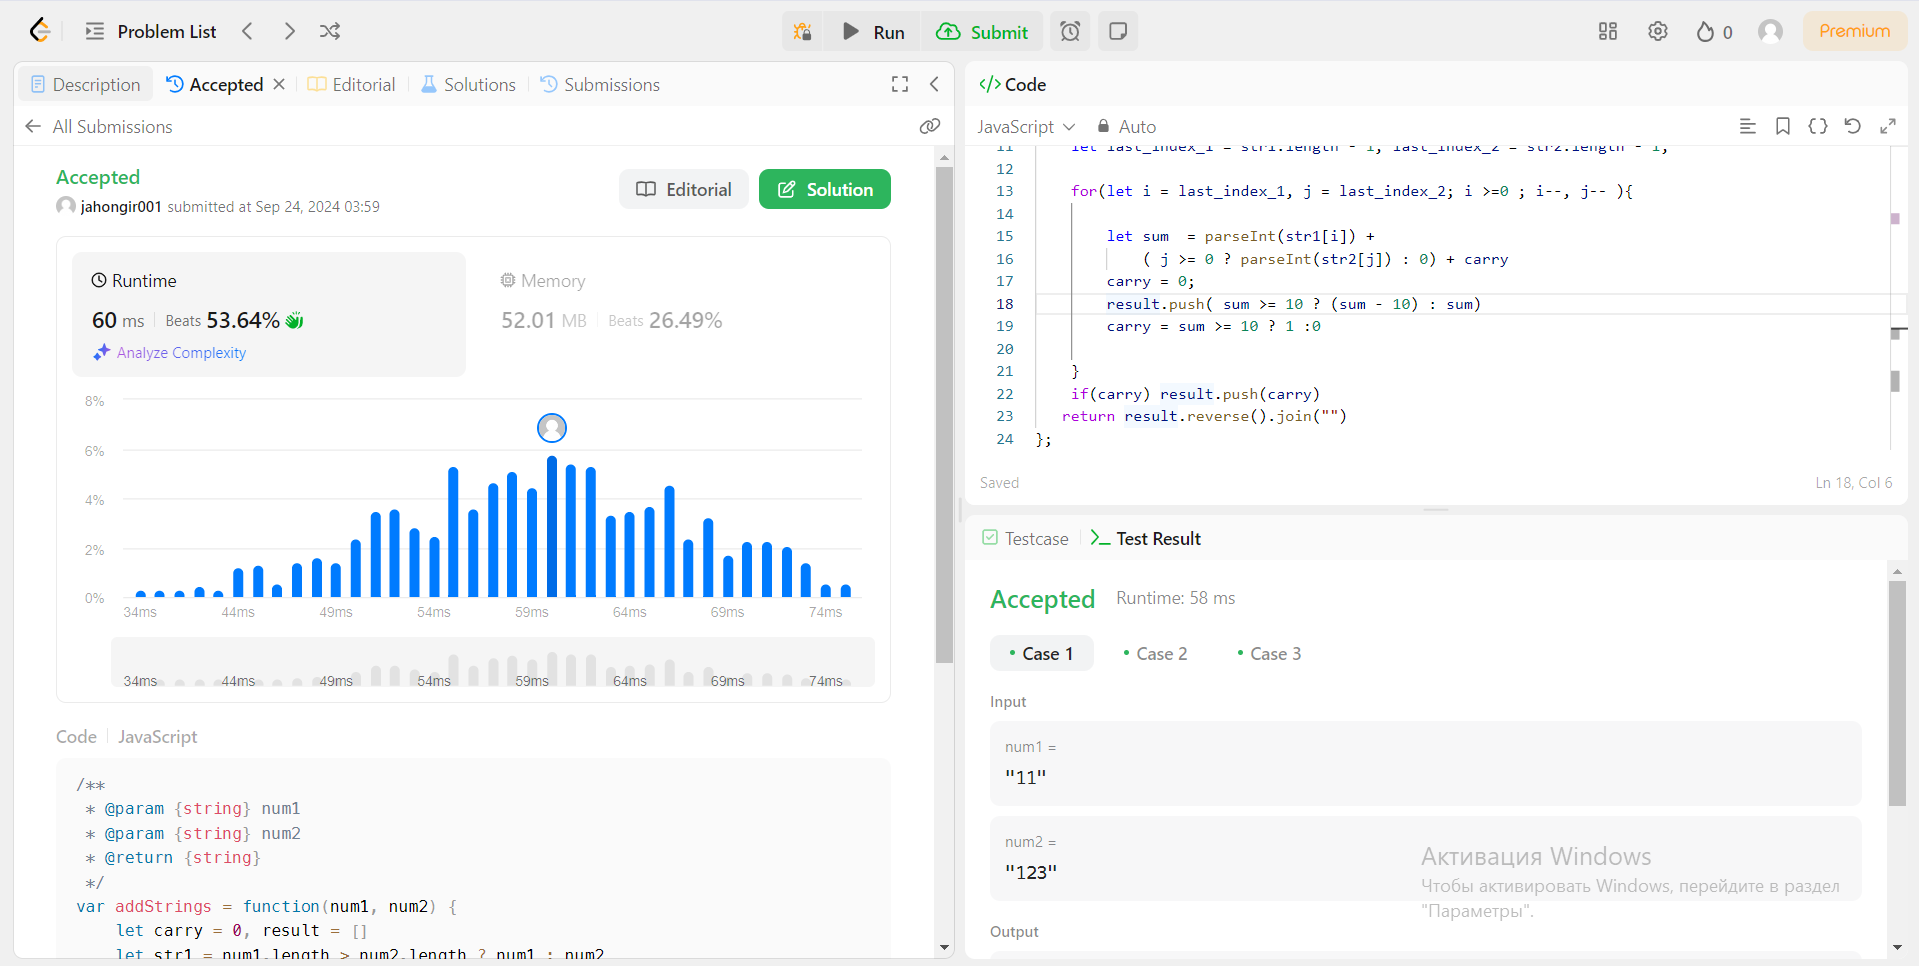 Problem List
Run
Submit
0
Premium
Description
Accepted
Editorial
Solutions
Submissions
All Submissions
Accepted
jahongir001 submitted at Sep 24, 2024 03:59
Editorial
Solution
Runtime
60 ms
Beats 53.64%
Analyze Complexity
Memory
52.01 MB
Beats 26.49%
8%
6%
4%
2%
0%
34ms 44ms 49ms 54ms 59ms 64ms 69ms 74ms
34ms 44ms 49ms 54ms 59ms 64ms 69ms 74ms
Code
JavaScript
/**
* @param {string} num1
* @param {string} num2
* @return {string}
*/
var addStrings = function(num1, num2) {
let carry = 0, result = []
let str1 = num1.length > num2.length ? num1 : num2
</> Code
JavaScript
Auto
11 let last_index_1 = str1.length - 1, last_index_2 = str2.length - 1;
12
13 for(let i = last_index_1, j = last_index_2; i >=0 ; i--, j-- ){
14
15 let sum  = parseInt(str1[i]) +
16 ( j >= 0 ? parseInt(str2[j]) : 0) + carry
17 carry = 0;
18 result.push( sum >= 10 ? (sum - 10) : sum)
19 carry = sum >= 10 ? 1 :0
20
21 }
22 if(carry) result.push(carry)
23 return result.reverse().join("")
24 };
Saved
Ln 18, Col 6
Testcase
Test Result
Accepted
Runtime: 58 ms
Case 1
Case 2
Case 3
Input
num1 =
"11"
num2 =
"123"
Активация Windows
Чтобы активировать Windows, перейдите в раздел
"Параметры".
Output